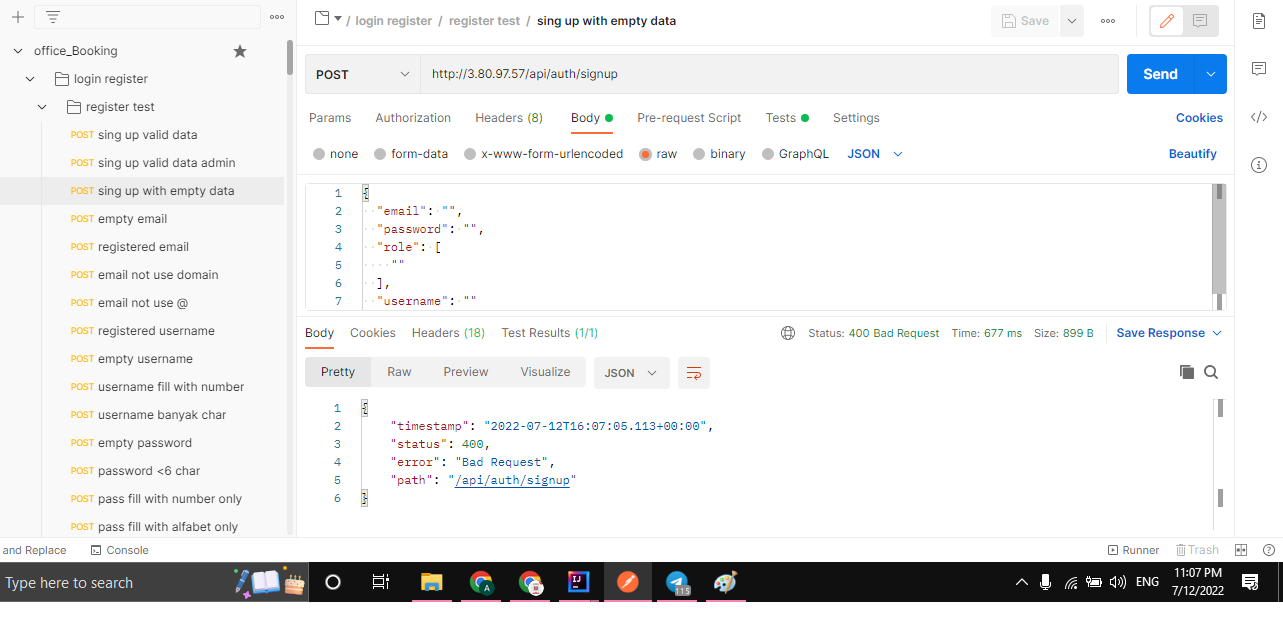 / login register / register test / sing up with empty data
Save
office_Booking
login register
register test
POST sing up valid data
POST sing up valid data admin
POST sing up with empty data
POST empty email
POST registered email
POST email not use domain
POST email not use @
POST registered username
POST empty username
POST username fill with number
POST username banyak char
POST empty password
POST password <6 char
POST pass fill with number only
POST pass fill with alfabet only
POST http://3.80.97.57/api/auth/signup Send
Params Authorization Headers (8) Body Pre-request Script Tests Settings Cookies
none form-data x-www-form-urlencoded raw binary GraphQL JSON Beautify
1 {
2 "email": "",
3 "password": "",
4 "role": [
5 ""
6 ],
7 "username": ""
Body Cookies Headers (18) Test Results (1/1) Status: 400 Bad Request Time: 677 ms Size: 899 B Save Response
Pretty Raw Preview Visualize JSON
1 {
2 "timestamp": "2022-07-12T16:07:05.113+00:00",
3 "status": 400,
4 "error": "Bad Request",
5 "path": "/api/auth/signup"
6 }
and Replace Console Runner Trash
Type here to search
A
IJ
115
ENG
11:07 PM
7/12/2022